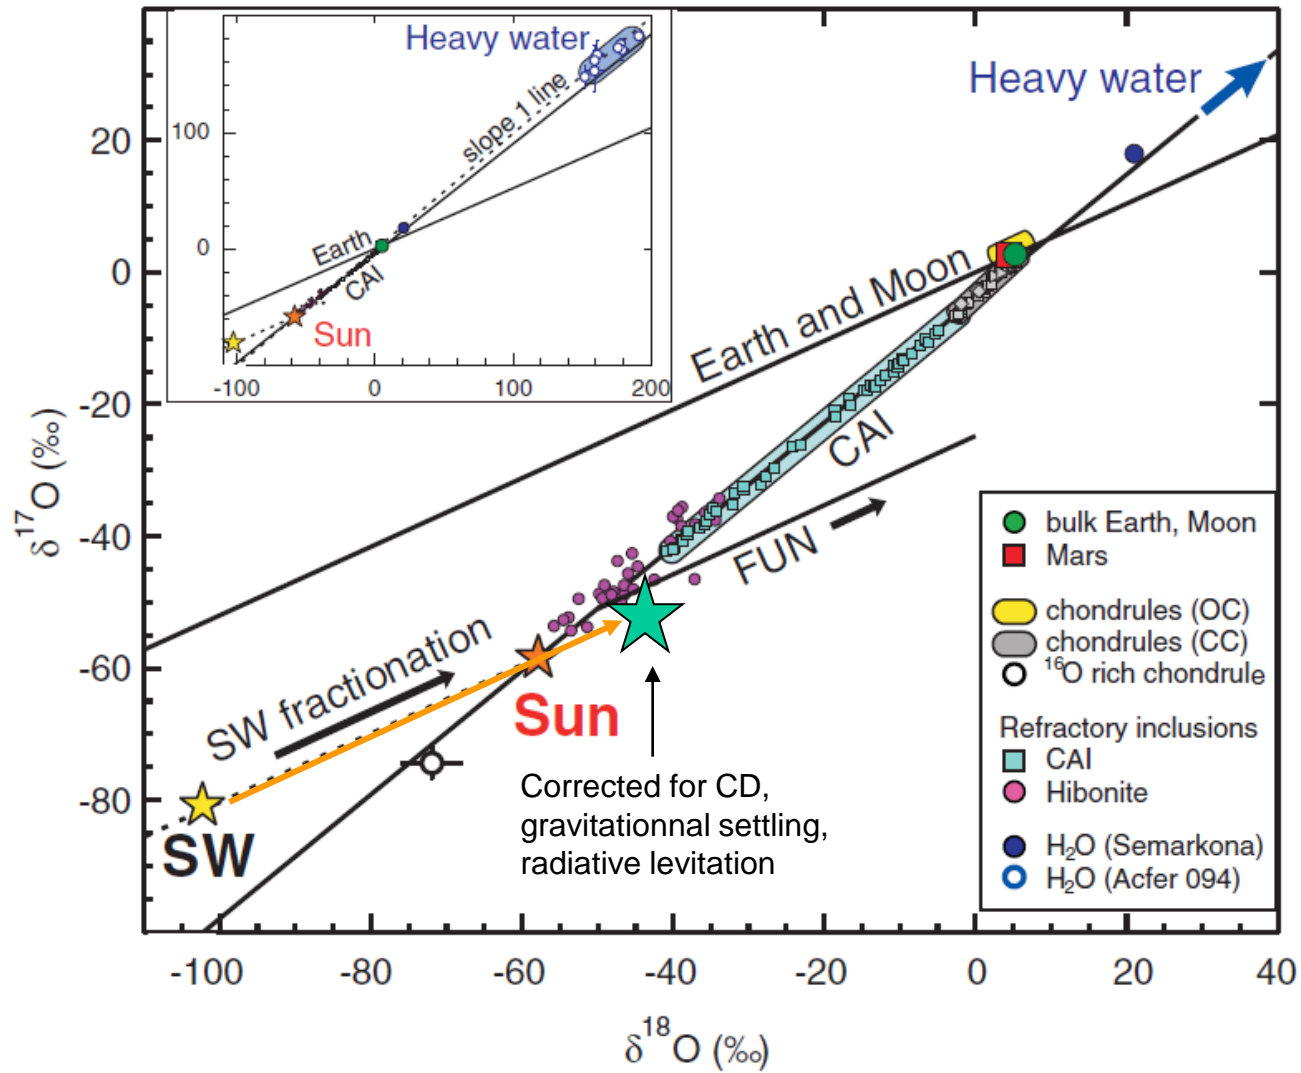 Heavy water
slope 1 line
Earth
CAI
Sun
100
0
-100
0
100
200
Heavy water
Earth and Moon
CAI
FUN
SW fractionation
Sun
SW
Corrected for CD,
gravitationnal settling,
radiative levitation
bulk Earth, Moon
Mars
chondrules (OC)
chondrules (CC)
¹⁶O rich chondrule
Refractory inclusions
CAI
Hibonite
H₂O (Semarkona)
H₂O (Acfer 094)
20
0
-20
-40
-60
-80
δ¹⁷O (‰)
-100
-80
-60
-40
-20
0
20
40
δ¹⁸O (‰)